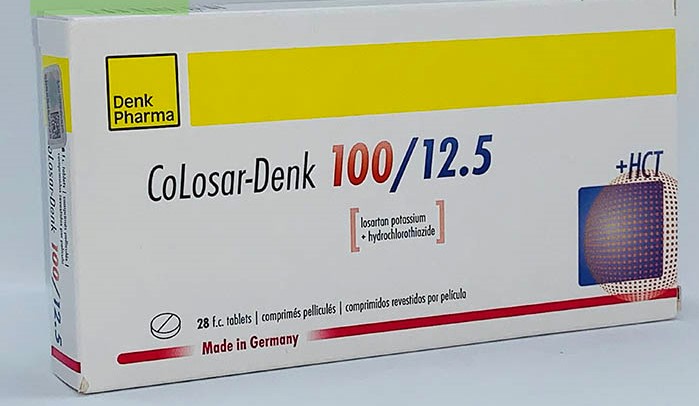 Denk
Pharma
CoLosar-Denk 100/12.5
+HCT
[losartan potassium
+ hydrochlorothiazide]
28 f.c. tablets | comprimés pelliculés | comprimidos revestidos por película
Made in Germany
CoLosar-Denk 100/12.5